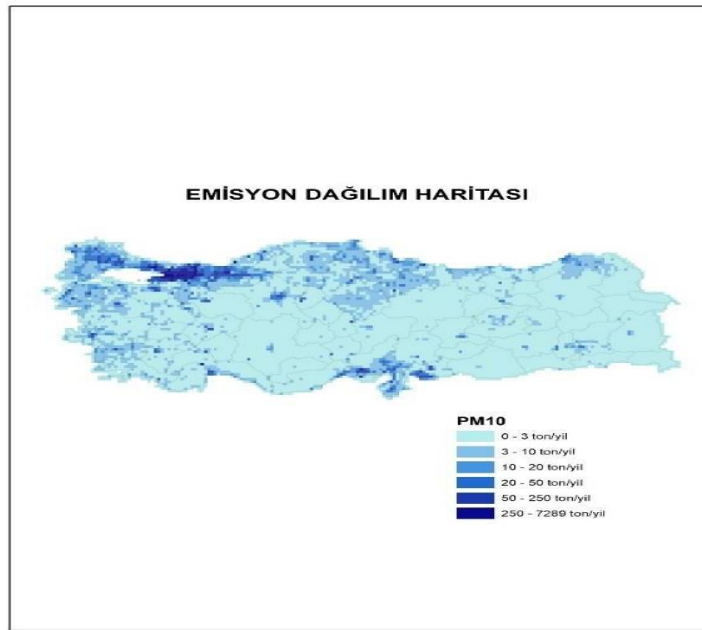 EMİSYON DAĞILIM HARİTASI
PM10
0 - 3 ton/yil
3 - 10 ton/yil
10 - 20 ton/yil
20 - 50 ton/yil
50 - 250 ton/yil
250 - 7289 ton/yil